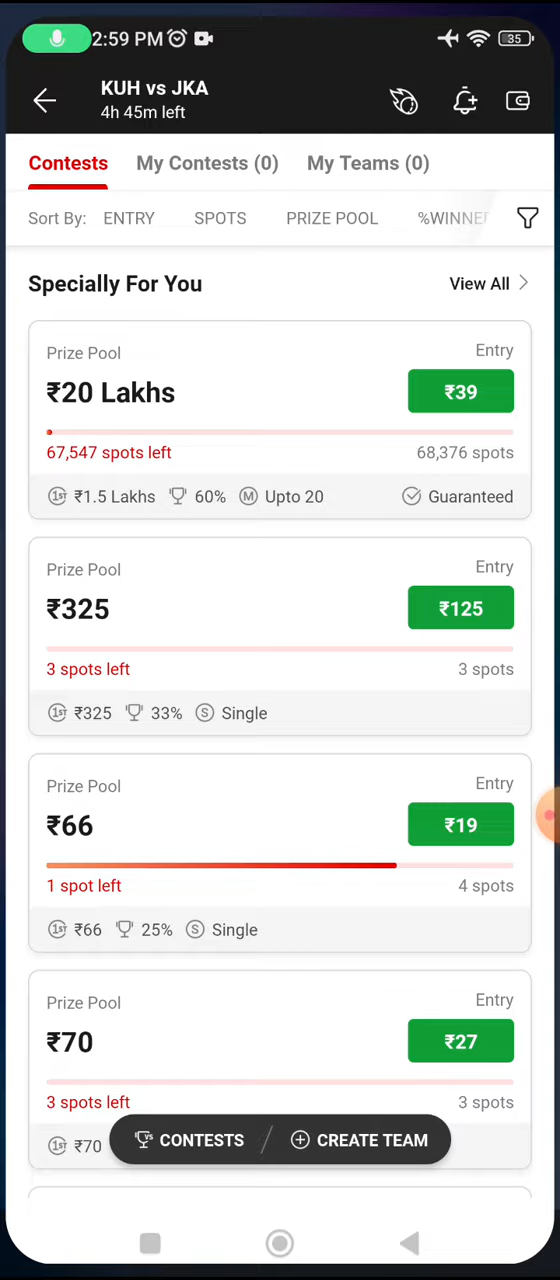 2:59 PM
35
KUH vs JKA
4h 45m left
Contests My Contests (0) My Teams (0)
Sort By: ENTRY SPOTS PRIZE POOL %WINNER
Specially For You View All
Prize Pool Entry
₹20 Lakhs ₹39
67,547 spots left 68,376 spots
1ST ₹1.5 Lakhs 60% M Upto 20 Guaranteed
Prize Pool Entry
₹325 ₹125
3 spots left 3 spots
1ST ₹325 33% S Single
Prize Pool Entry
₹66 ₹19
1 spot left 4 spots
1ST ₹66 25% S Single
Prize Pool Entry
₹70 ₹27
3 spots left 3 spots
1ST ₹70
VS CONTESTS CREATE TEAM